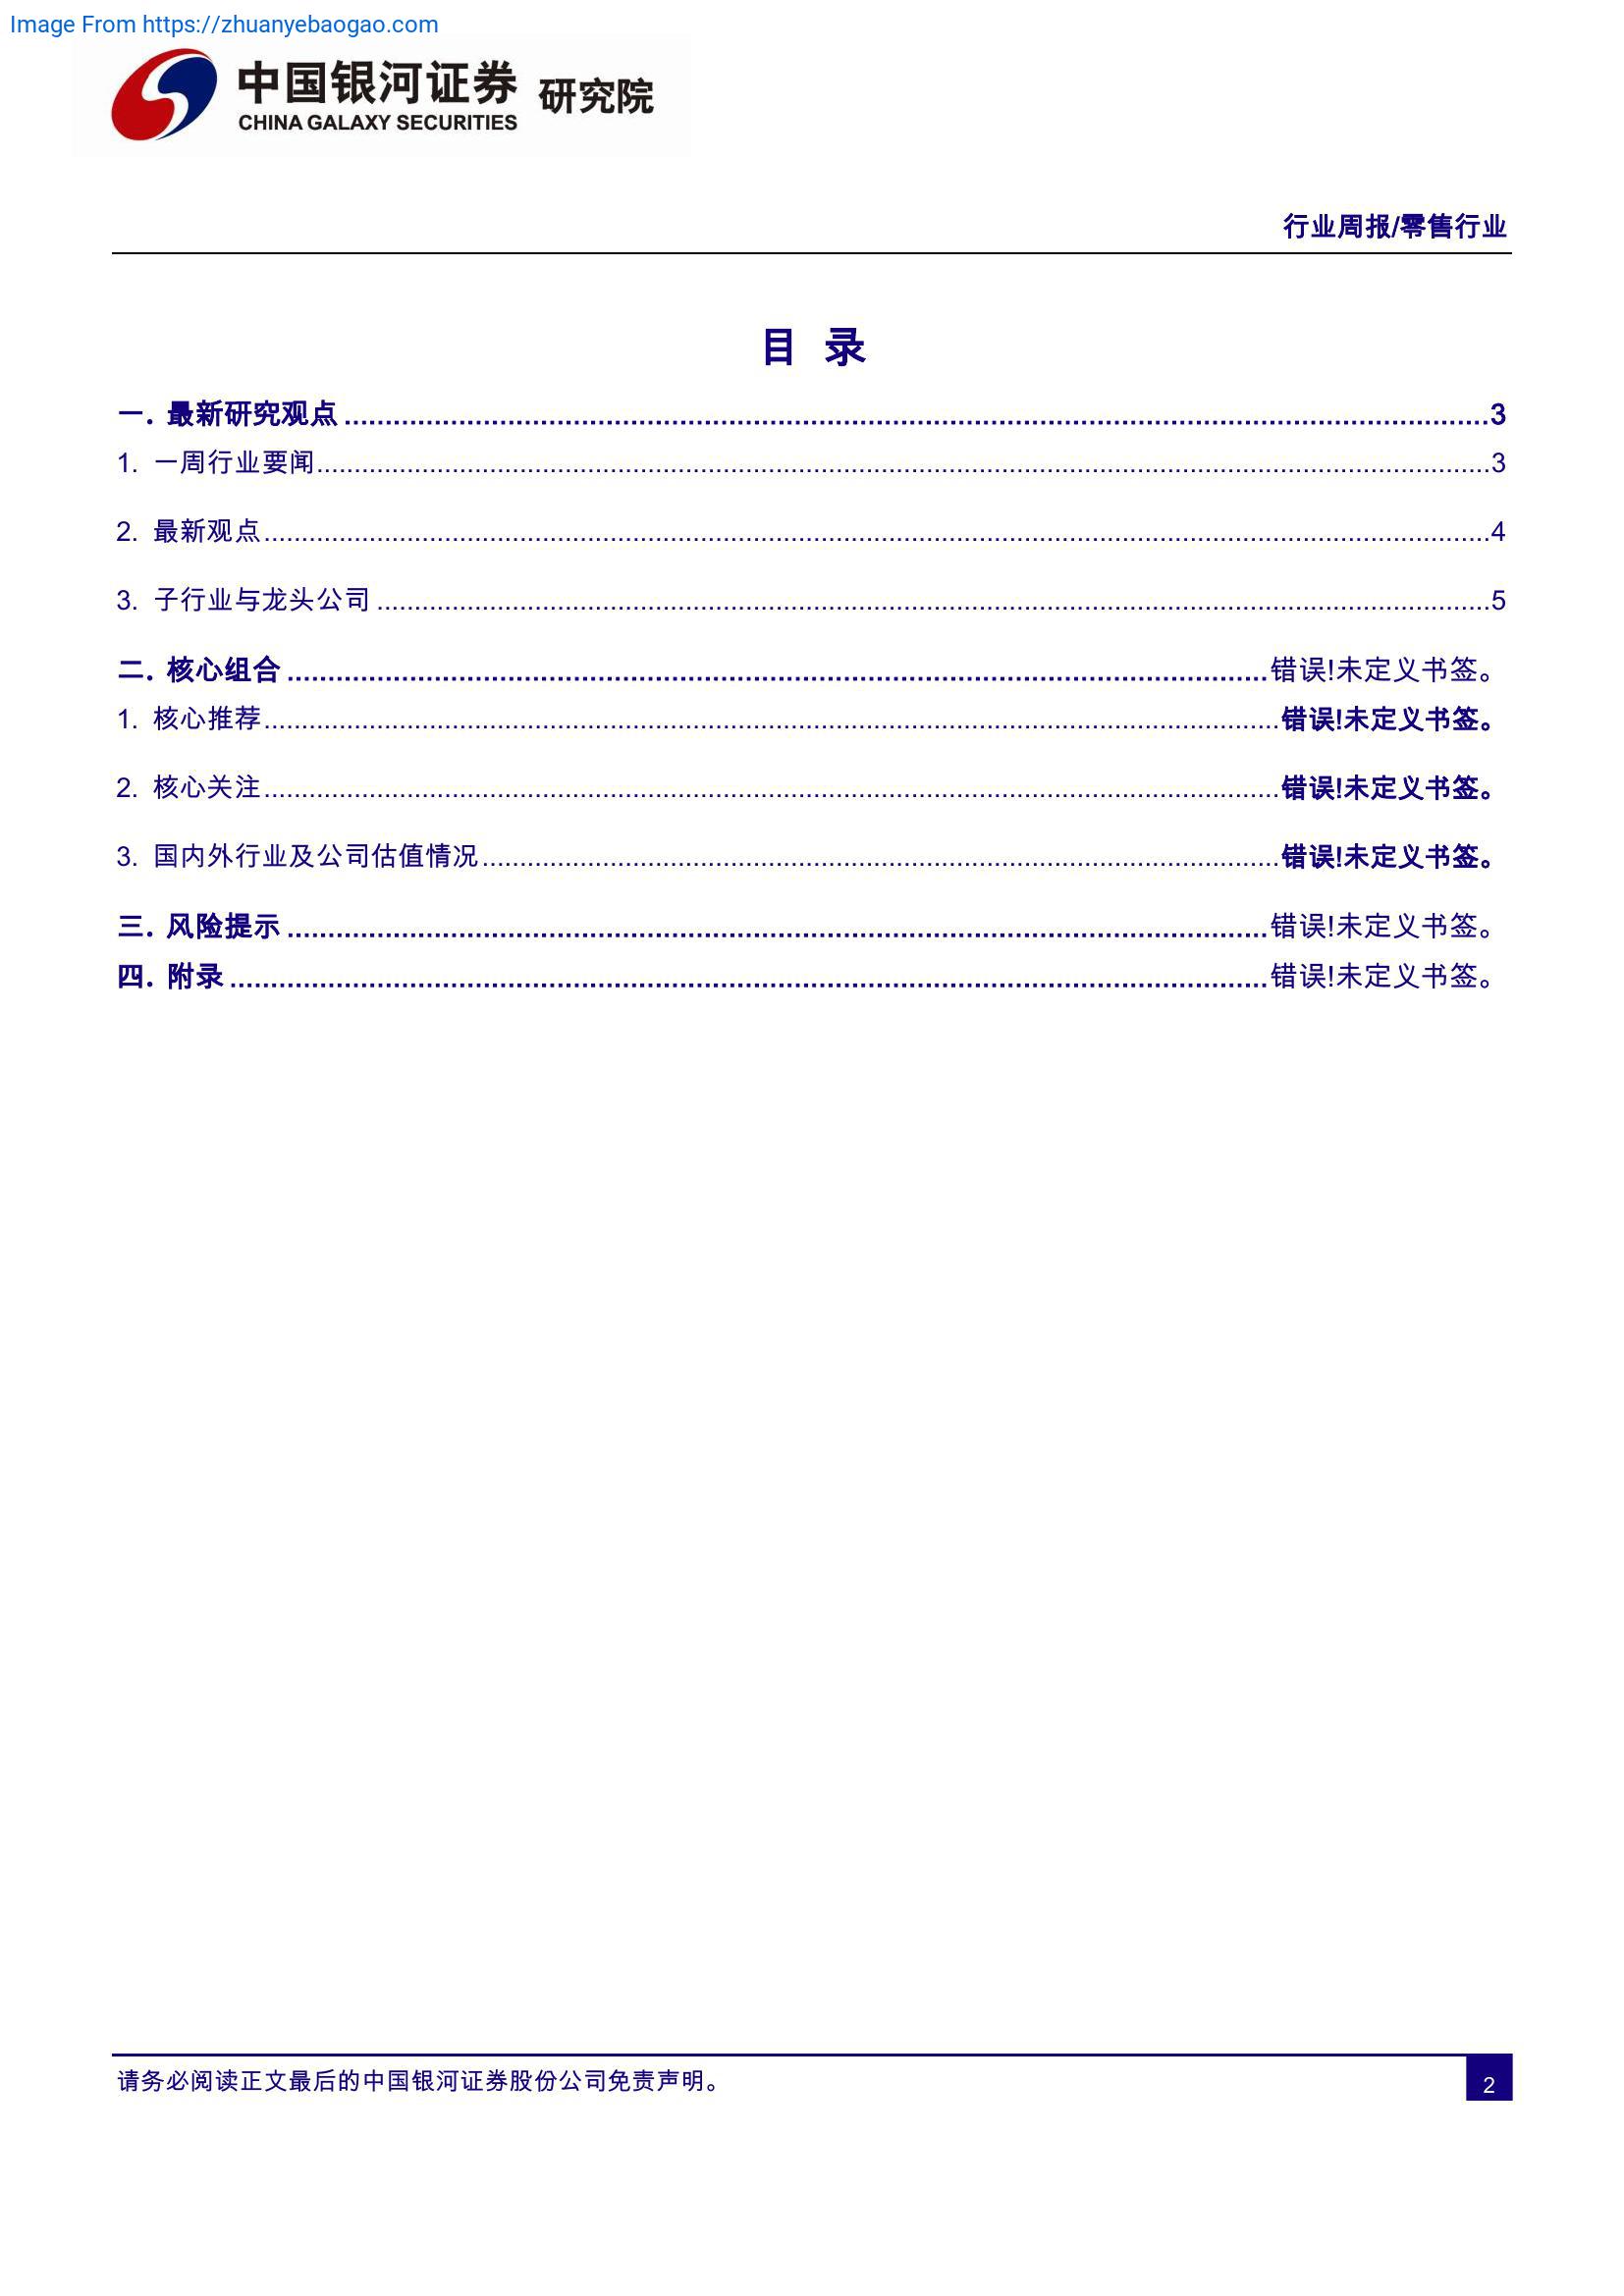 Image From https://zhuanyebaogao.com
中国银河证券 研究院
CHINA GALAXY SECURITIES
行业周报/零售行业
目 录
一. 最新研究观点 ........................................ 3
1. 一周行业要闻 ........................................ 3
2. 最新观点 ........................................ 4
3. 子行业与龙头公司 ........................................ 5
二. 核心组合 ........................................ 错误!未定义书签。
1. 核心推荐 ........................................ 错误!未定义书签。
2. 核心关注 ........................................ 错误!未定义书签。
3. 国内外行业及公司估值情况 ........................................ 错误!未定义书签。
三. 风险提示 ........................................ 错误!未定义书签。
四. 附录 ........................................ 错误!未定义书签。
请务必阅读正文最后的中国银河证券股份公司免责声明。
2